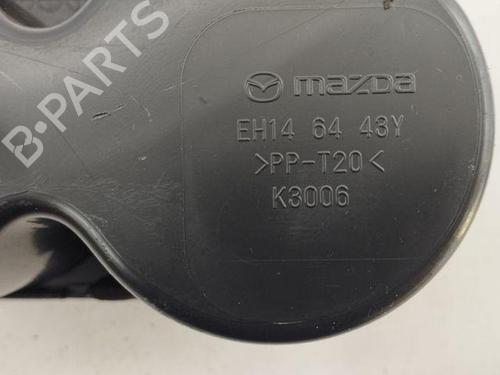 B-PARTS
mazda
EH14 64 43Y
>PP-T20<
K3006